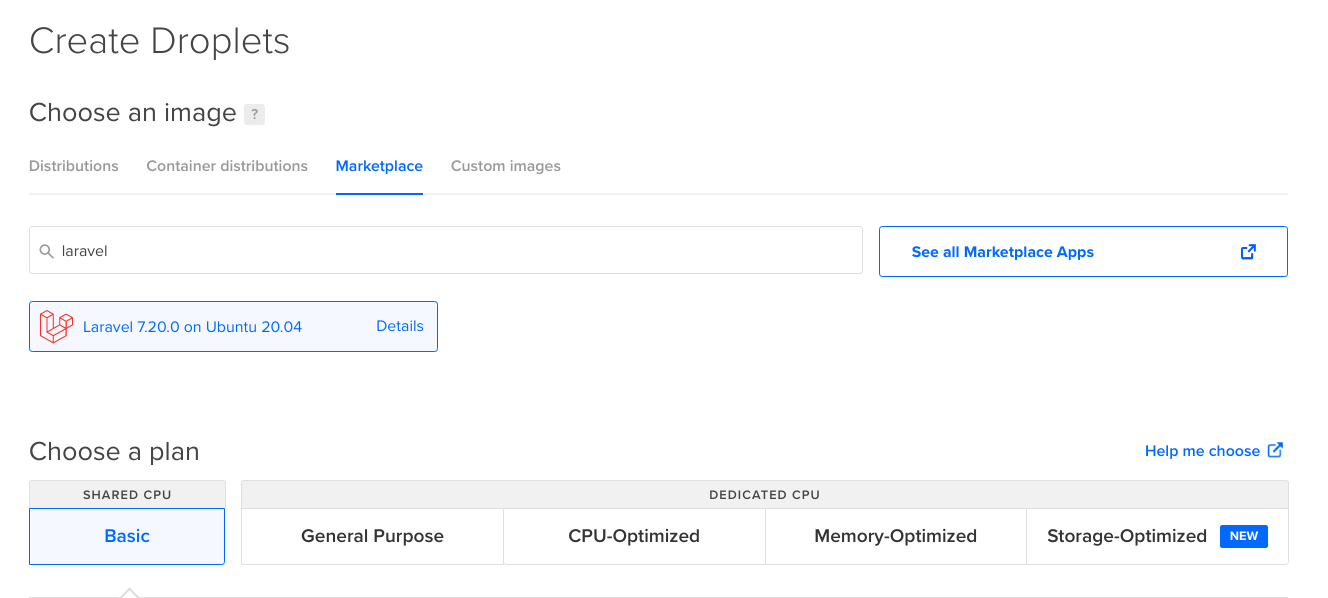 Create Droplets
Choose an image ?
Distributions Container distributions Marketplace Custom images
laravel See all Marketplace Apps
Laravel 7.20.0 on Ubuntu 20.04 Details
Choose a plan Help me choose
SHARED CPU DEDICATED CPU
Basic General Purpose CPU-Optimized Memory-Optimized Storage-Optimized NEW